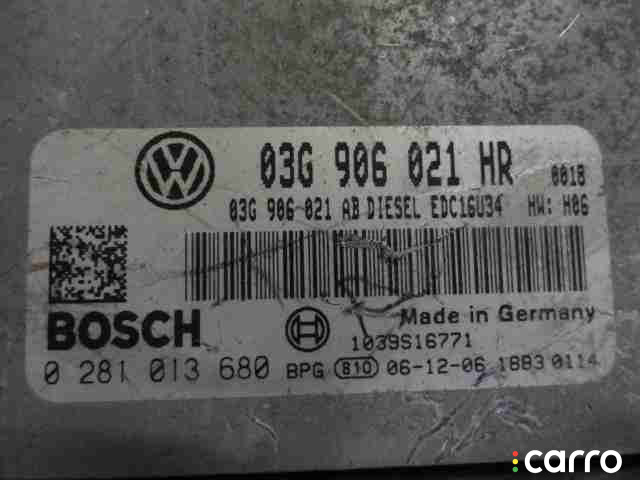 03G 906 021 HR 0018
03G 906 021 AB DIESEL EDC16U34 HW: H06
BOSCH
Made in Germany
1039S16771
0 281 013 680 BPG 810 06-12-06 1883 0114
carro